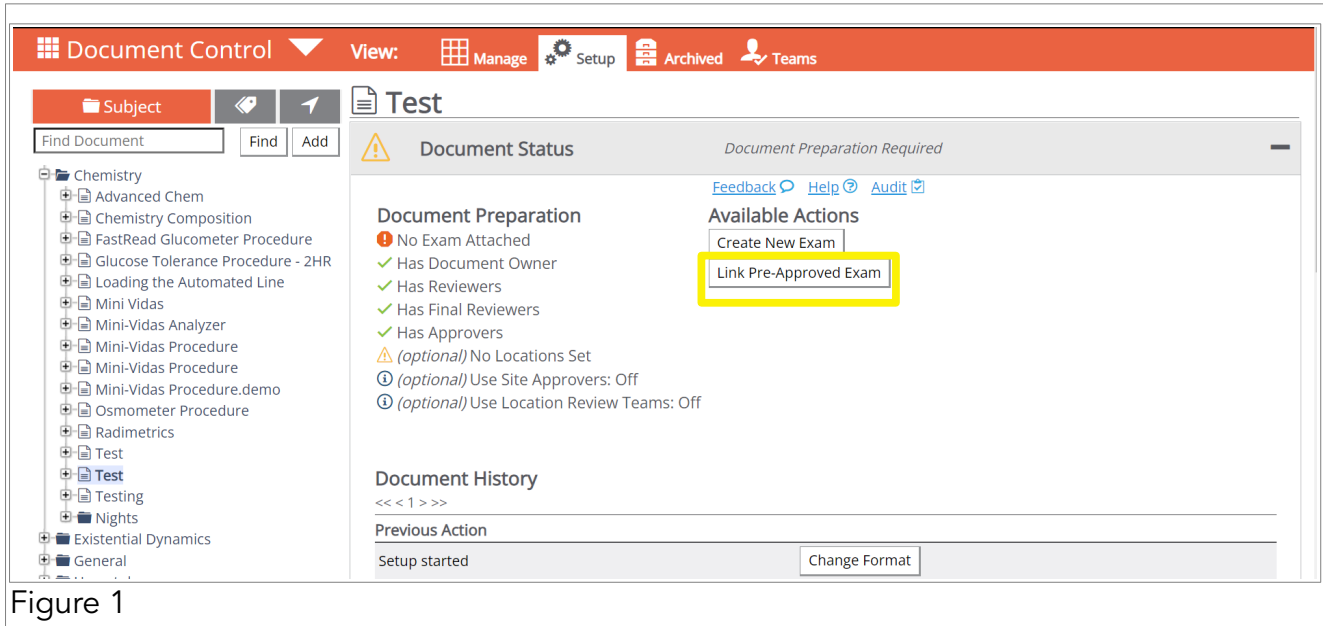 Document Control View: Manage Setup Archived Teams
Subject
Find Document Find Add
Chemistry
Advanced Chem
Chemistry Composition
FastRead Glucometer Procedure
Glucose Tolerance Procedure - 2HR
Loading the Automated Line
Mini Vidas
Mini-Vidas Analyzer
Mini-Vidas Procedure
Mini-Vidas Procedure
Mini-Vidas Procedure.demo
Osmometer Procedure
Radimetrics
Test
Test
Testing
Nights
Existential Dynamics
General
Test
Document Status Document Preparation Required
Feedback Help Audit
Document Preparation
No Exam Attached
Has Document Owner
Has Reviewers
Has Final Reviewers
Has Approvers
(optional) No Locations Set
(optional) Use Site Approvers: Off
(optional) Use Location Review Teams: Off
Available Actions
Create New Exam
Link Pre-Approved Exam
Document History
<< < 1 > >>
Previous Action
Setup started Change Format
Figure 1